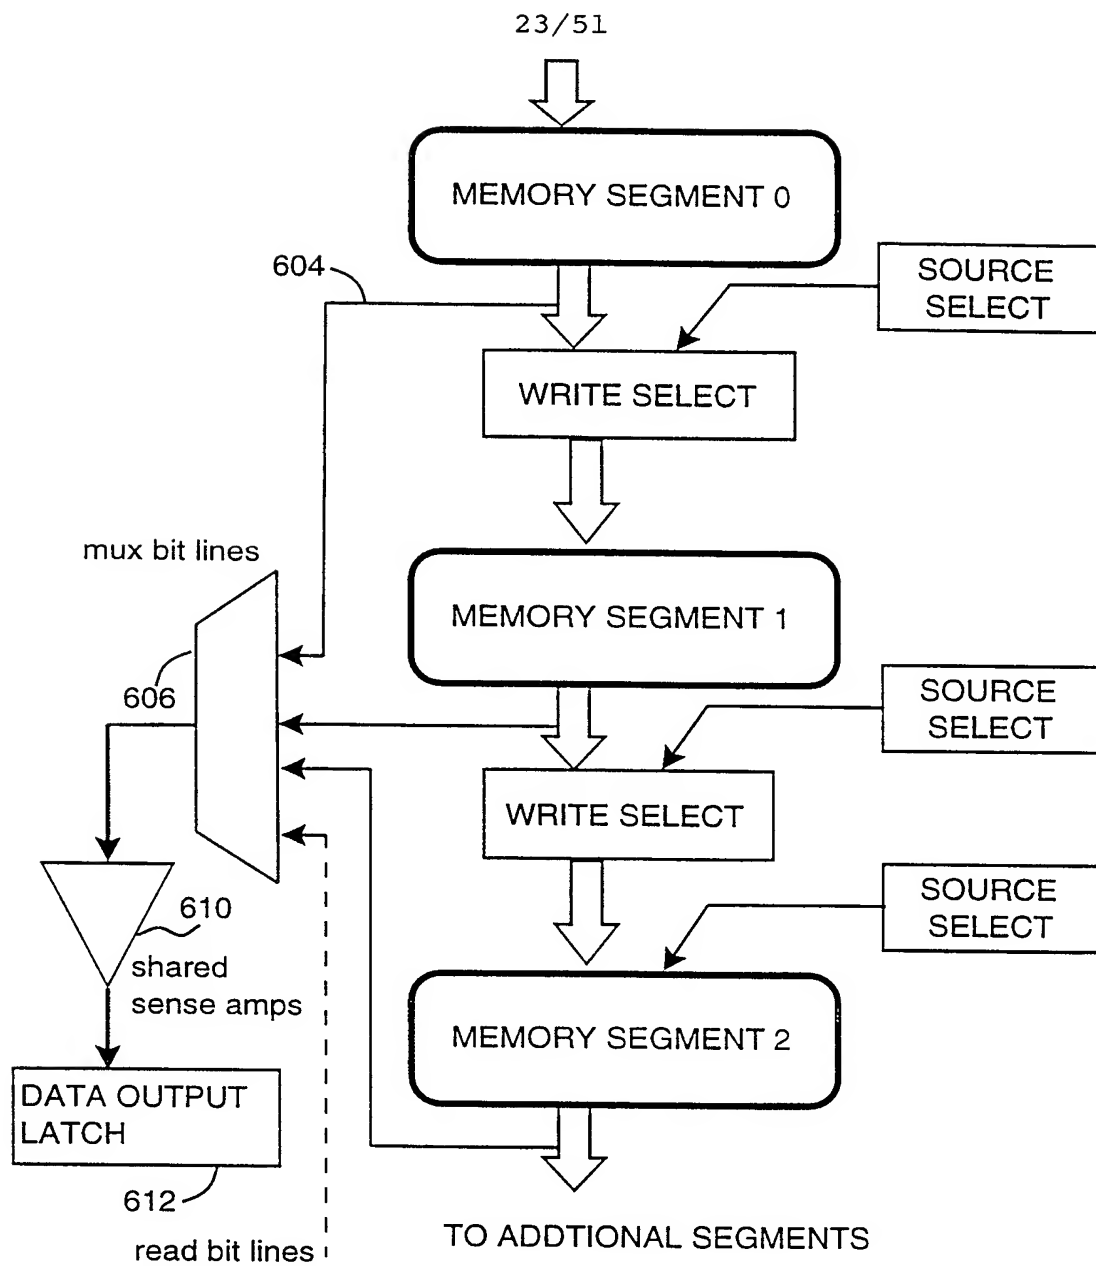 23/51
MEMORY SEGMENT 0
604
SOURCE
SELECT
WRITE SELECT
mux bit lines
MEMORY SEGMENT 1
606
SOURCE
SELECT
WRITE SELECT
SOURCE
SELECT
610
shared
sense amps
MEMORY SEGMENT 2
DATA OUTPUT
LATCH
612
read bit lines
TO ADDTIONAL SEGMENTS